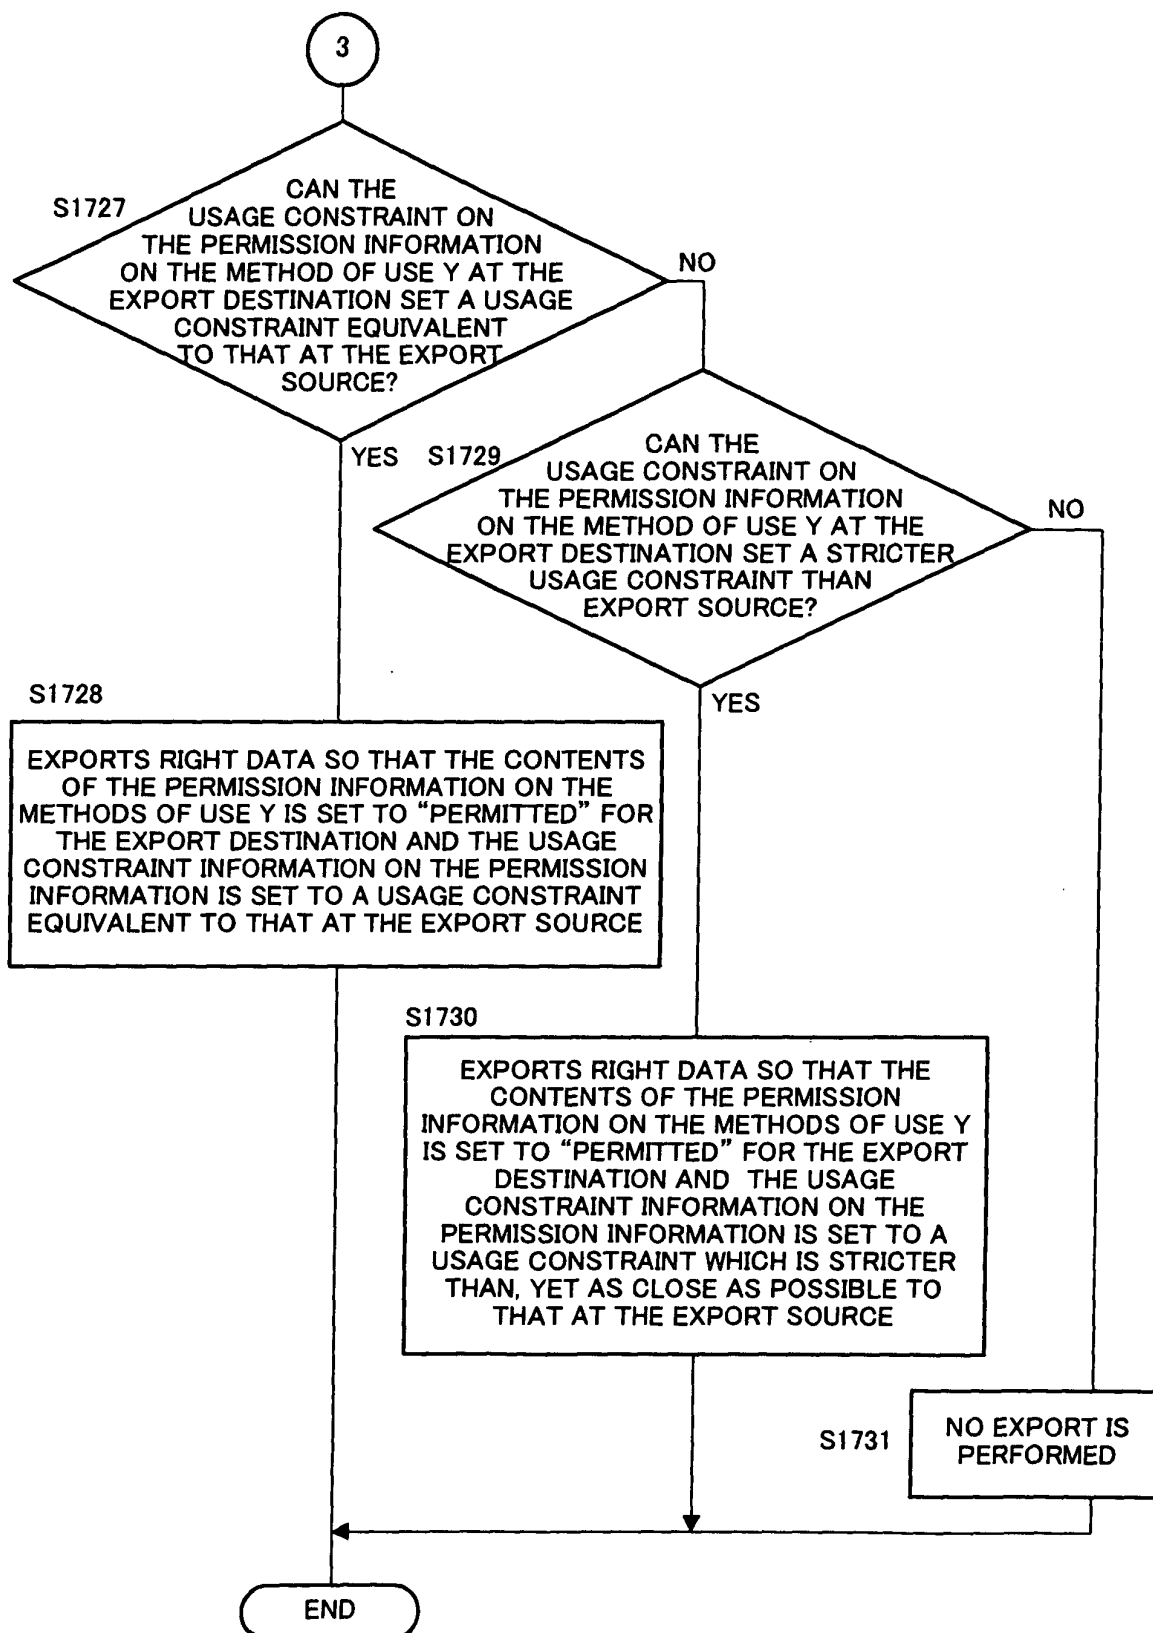 3
S1727
CAN THE
USAGE CONSTRAINT ON
THE PERMISSION INFORMATION
ON THE METHOD OF USE Y AT THE
EXPORT DESTINATION SET A USAGE
CONSTRAINT EQUIVALENT
TO THAT AT THE EXPORT
SOURCE?
NO
YES
S1729
CAN THE
USAGE CONSTRAINT ON
THE PERMISSION INFORMATION
ON THE METHOD OF USE Y AT THE
EXPORT DESTINATION SET A STRICTER
USAGE CONSTRAINT THAN
EXPORT SOURCE?
NO
YES
S1728
EXPORTS RIGHT DATA SO THAT THE CONTENTS
OF THE PERMISSION INFORMATION ON THE
METHODS OF USE Y IS SET TO “PERMITTED” FOR
THE EXPORT DESTINATION AND THE USAGE
CONSTRAINT INFORMATION ON THE PERMISSION
INFORMATION IS SET TO A USAGE CONSTRAINT
EQUIVALENT TO THAT AT THE EXPORT SOURCE
S1730
EXPORTS RIGHT DATA SO THAT THE
CONTENTS OF THE PERMISSION
INFORMATION ON THE METHODS OF USE Y
IS SET TO “PERMITTED” FOR THE EXPORT
DESTINATION AND THE USAGE
CONSTRAINT INFORMATION ON THE
PERMISSION INFORMATION IS SET TO A
USAGE CONSTRAINT WHICH IS STRICTER
THAN, YET AS CLOSE AS POSSIBLE TO
THAT AT THE EXPORT SOURCE
S1731
NO EXPORT IS
PERFORMED
END